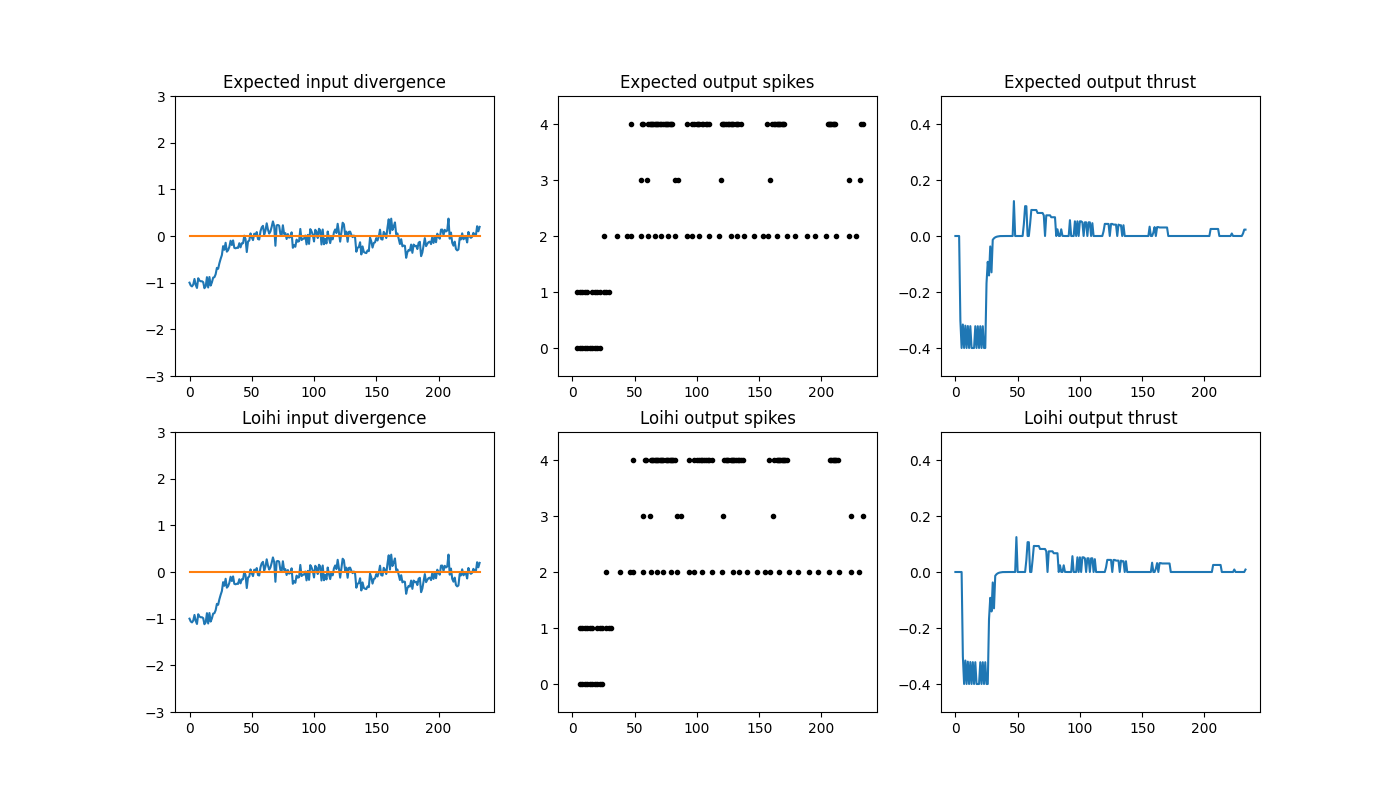 Expected input divergence
3
2
1
0
−1
−2
−3
0 50 100 150 200
Expected output spikes
4
3
2
1
0
0 50 100 150 200
Expected output thrust
0.4
0.2
0.0
−0.2
−0.4
0 50 100 150 200
Loihi input divergence
3
2
1
0
−1
−2
−3
0 50 100 150 200
Loihi output spikes
4
3
2
1
0
0 50 100 150 200
Loihi output thrust
0.4
0.2
0.0
−0.2
−0.4
0 50 100 150 200